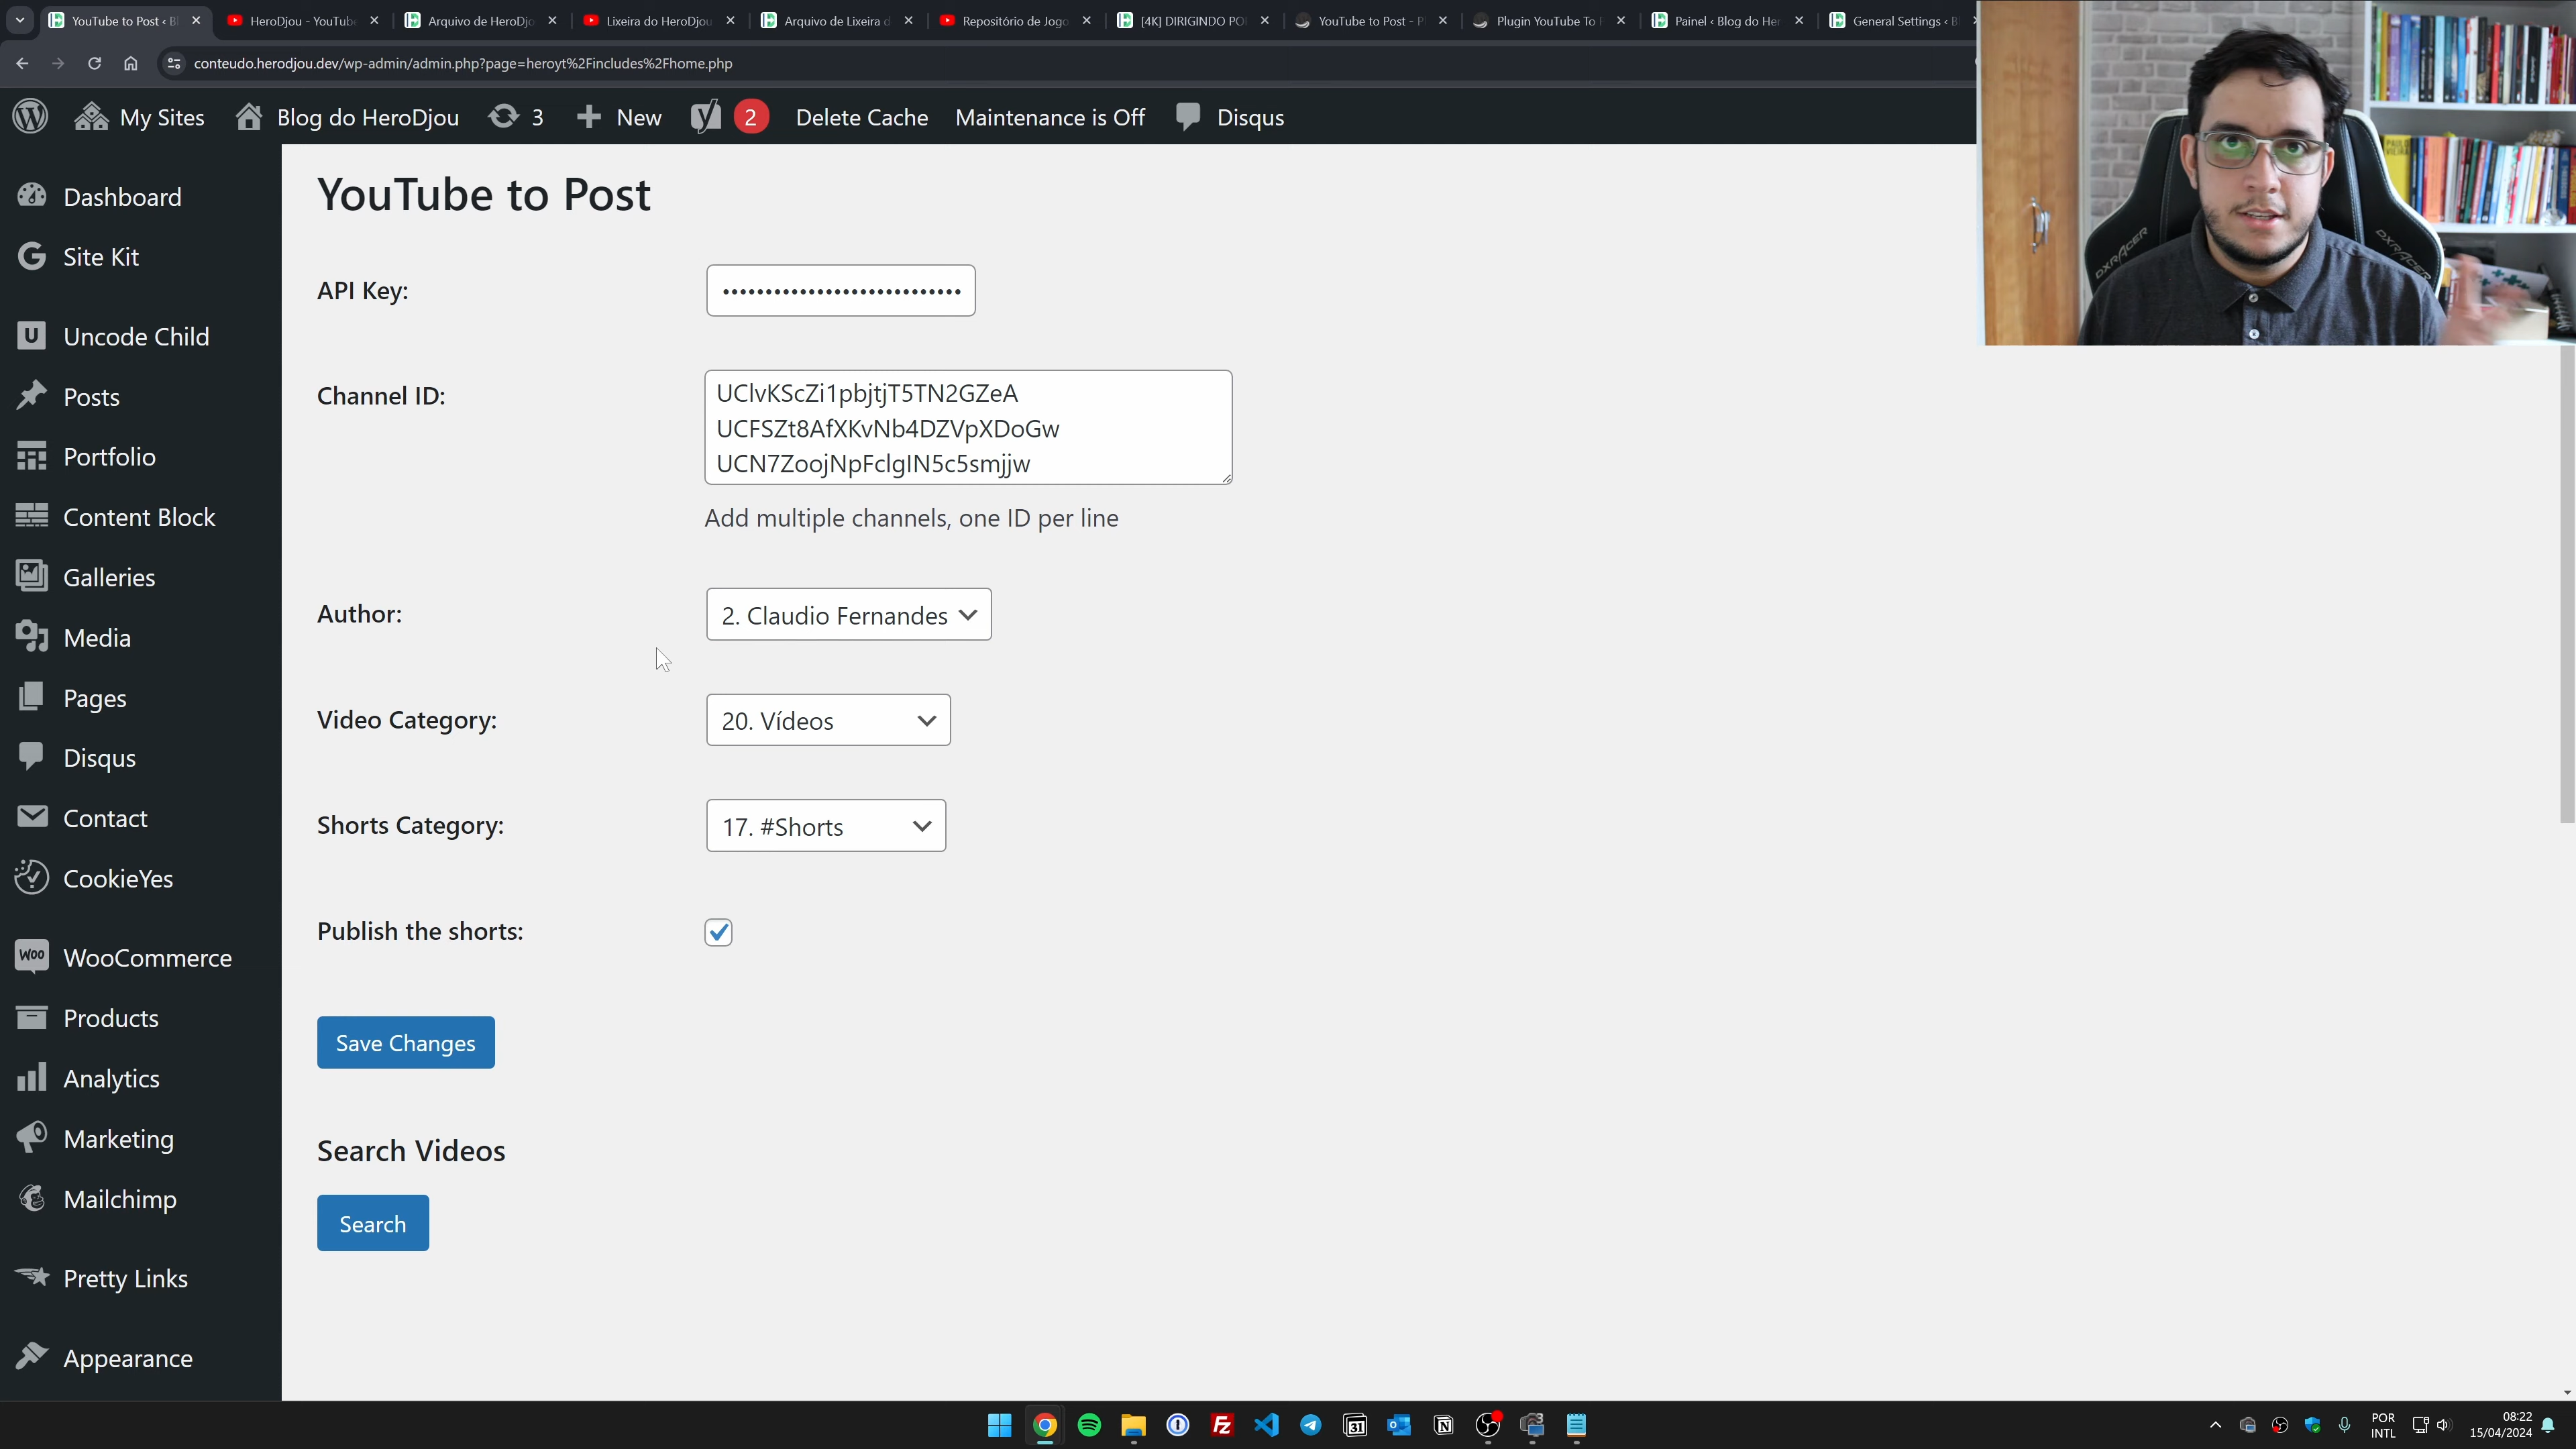 YouTube to Post ‹ Bl
HeroDjou - YouTube
Arquivo de HeroDjo
Lixeira do HeroDjou
Arquivo de Lixeira d
Repositório de Jogo
[4K] DIRIGINDO PO
YouTube to Post - P
Plugin YouTube To
Painel ‹ Blog do Her
General Settings ‹ B
conteudo.herodjou.dev/wp-admin/admin.php?page=heroyt%2Fincludes%2Fhome.php
My Sites
Blog do HeroDjou
3
New
2
Delete Cache
Maintenance is Off
Disqus
Dashboard
Site Kit
Uncode Child
Posts
Portfolio
Content Block
Galleries
Media
Pages
Disqus
Contact
CookieYes
WooCommerce
Products
Analytics
Marketing
Mailchimp
Pretty Links
Appearance
YouTube to Post
API Key:
••••••••••••••••••••••••••••
Channel ID:
UClvKScZi1pbjtjT5TN2GZeA
UCFSZt8AfXKvNb4DZVpXDoGw
UCN7ZoojNpFclgIN5c5smjjw
Add multiple channels, one ID per line
Author:
2. Claudio Fernandes
Video Category:
20. Vídeos
Shorts Category:
17. #Shorts
Publish the shorts:
Save Changes
Search Videos
Search
DXRACER
DXRACER
POR
INTL
08:22
15/04/2024